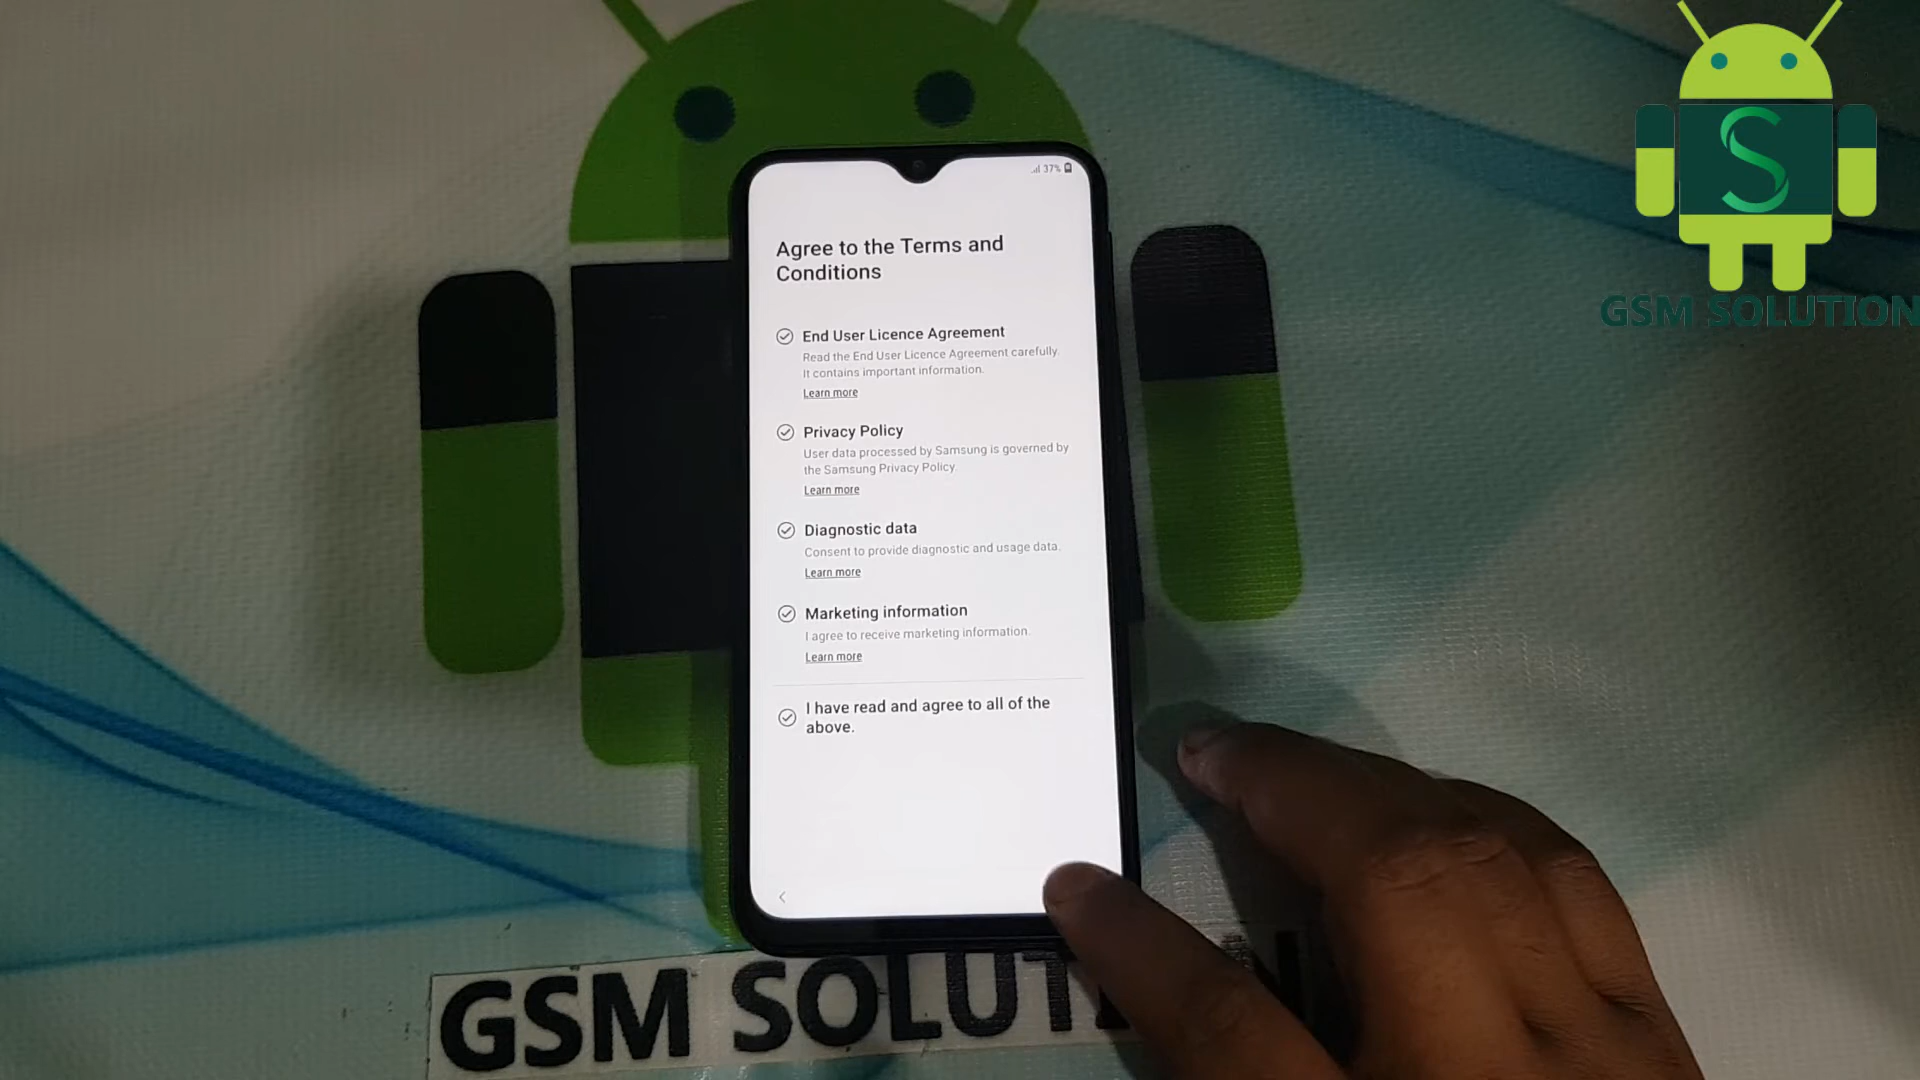 37%
Agree to the Terms and
Conditions
End User Licence Agreement
Read the End User Licence Agreement carefully.
It contains important information.
Learn more
Privacy Policy
User data processed by Samsung is governed by
the Samsung Privacy Policy.
Learn more
Diagnostic data
Consent to provide diagnostic and usage data.
Learn more
Marketing information
I agree to receive marketing information.
Learn more
I have read and agree to all of the
above.
S
GSM SOLUTION
GSM SOLUT